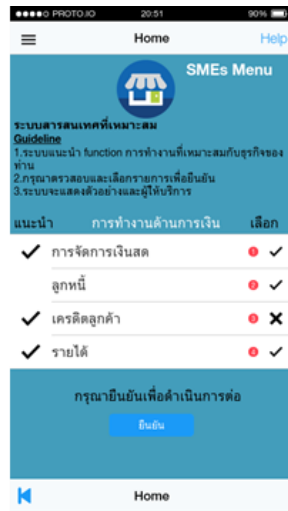 PROTO.IO 20:51 90%
Home Help
SMEs Menu
ระบบสารสนเทศที่เหมาะสม
Guideline
1.ระบบแนะนำ function การทำงานที่เหมาะสมกับธุรกิจของ
ท่าน
2.กรุณาตรวสอบและเลือกรายการเพื่อยืนยัน
3.ระบบจะแสดงตัวอย่างและผู้ให้บริการ
แนะนำ การทำงานด้านการเงิน เลือก
การจัดการเงินสด 1
ลูกหนี้ 2
เครดิตลูกค้า 3
รายได้ 4
กรุณายืนยันเพื่อดำเนินการต่อ
ยืนยัน
Home